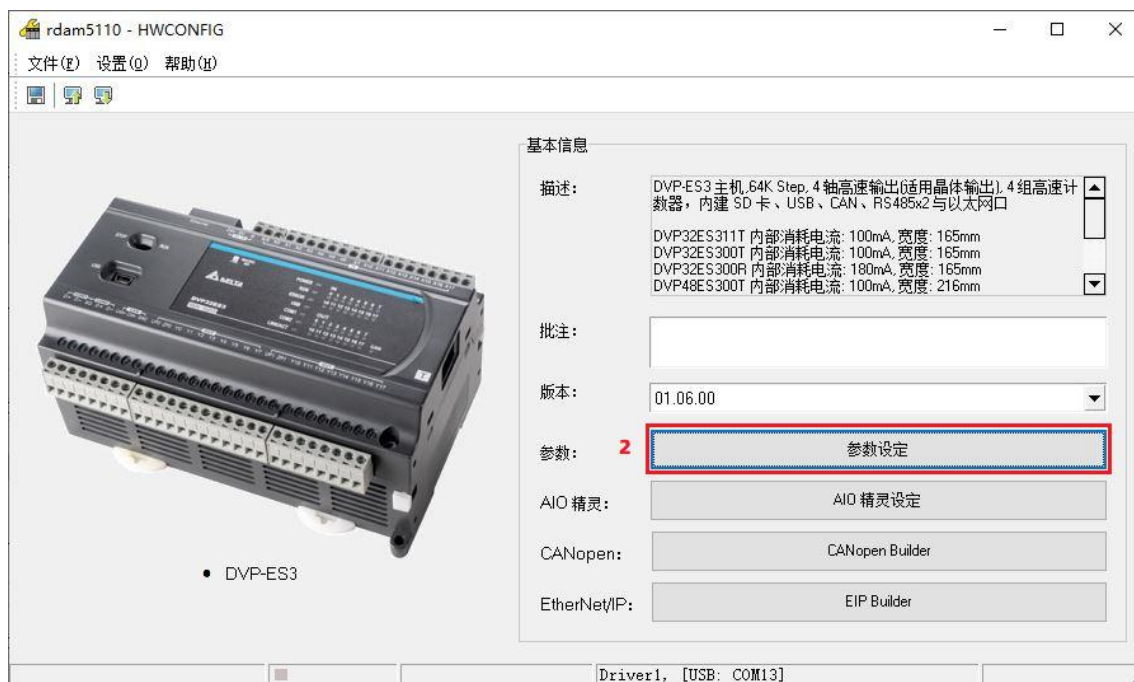 rdam5110 - HWCONFIG
文件(F) 设置(O) 帮助(H)
基本信息
描述:
DVP-ES3 主机,64K Step, 4 轴高速输出(适用晶体输出), 4 组高速计
数器，内建 SD 卡、USB、CAN、RS485x2 与以太网口
DVP32ES311T 内部消耗电流: 100mA, 宽度: 165mm
DVP32ES300T 内部消耗电流: 100mA, 宽度: 165mm
DVP32ES300R 内部消耗电流: 180mA, 宽度: 165mm
DVP48ES300T 内部消耗电流: 100mA, 宽度: 216mm
批注:
版本:
01.06.00
参数:
2
参数设定
AIO 精灵:
AIO 精灵设定
CANopen:
CANopen Builder
EtherNet/IP:
EIP Builder
DELTA
DVP32ES3
• DVP-ES3
Driver1, [USB: COM13]